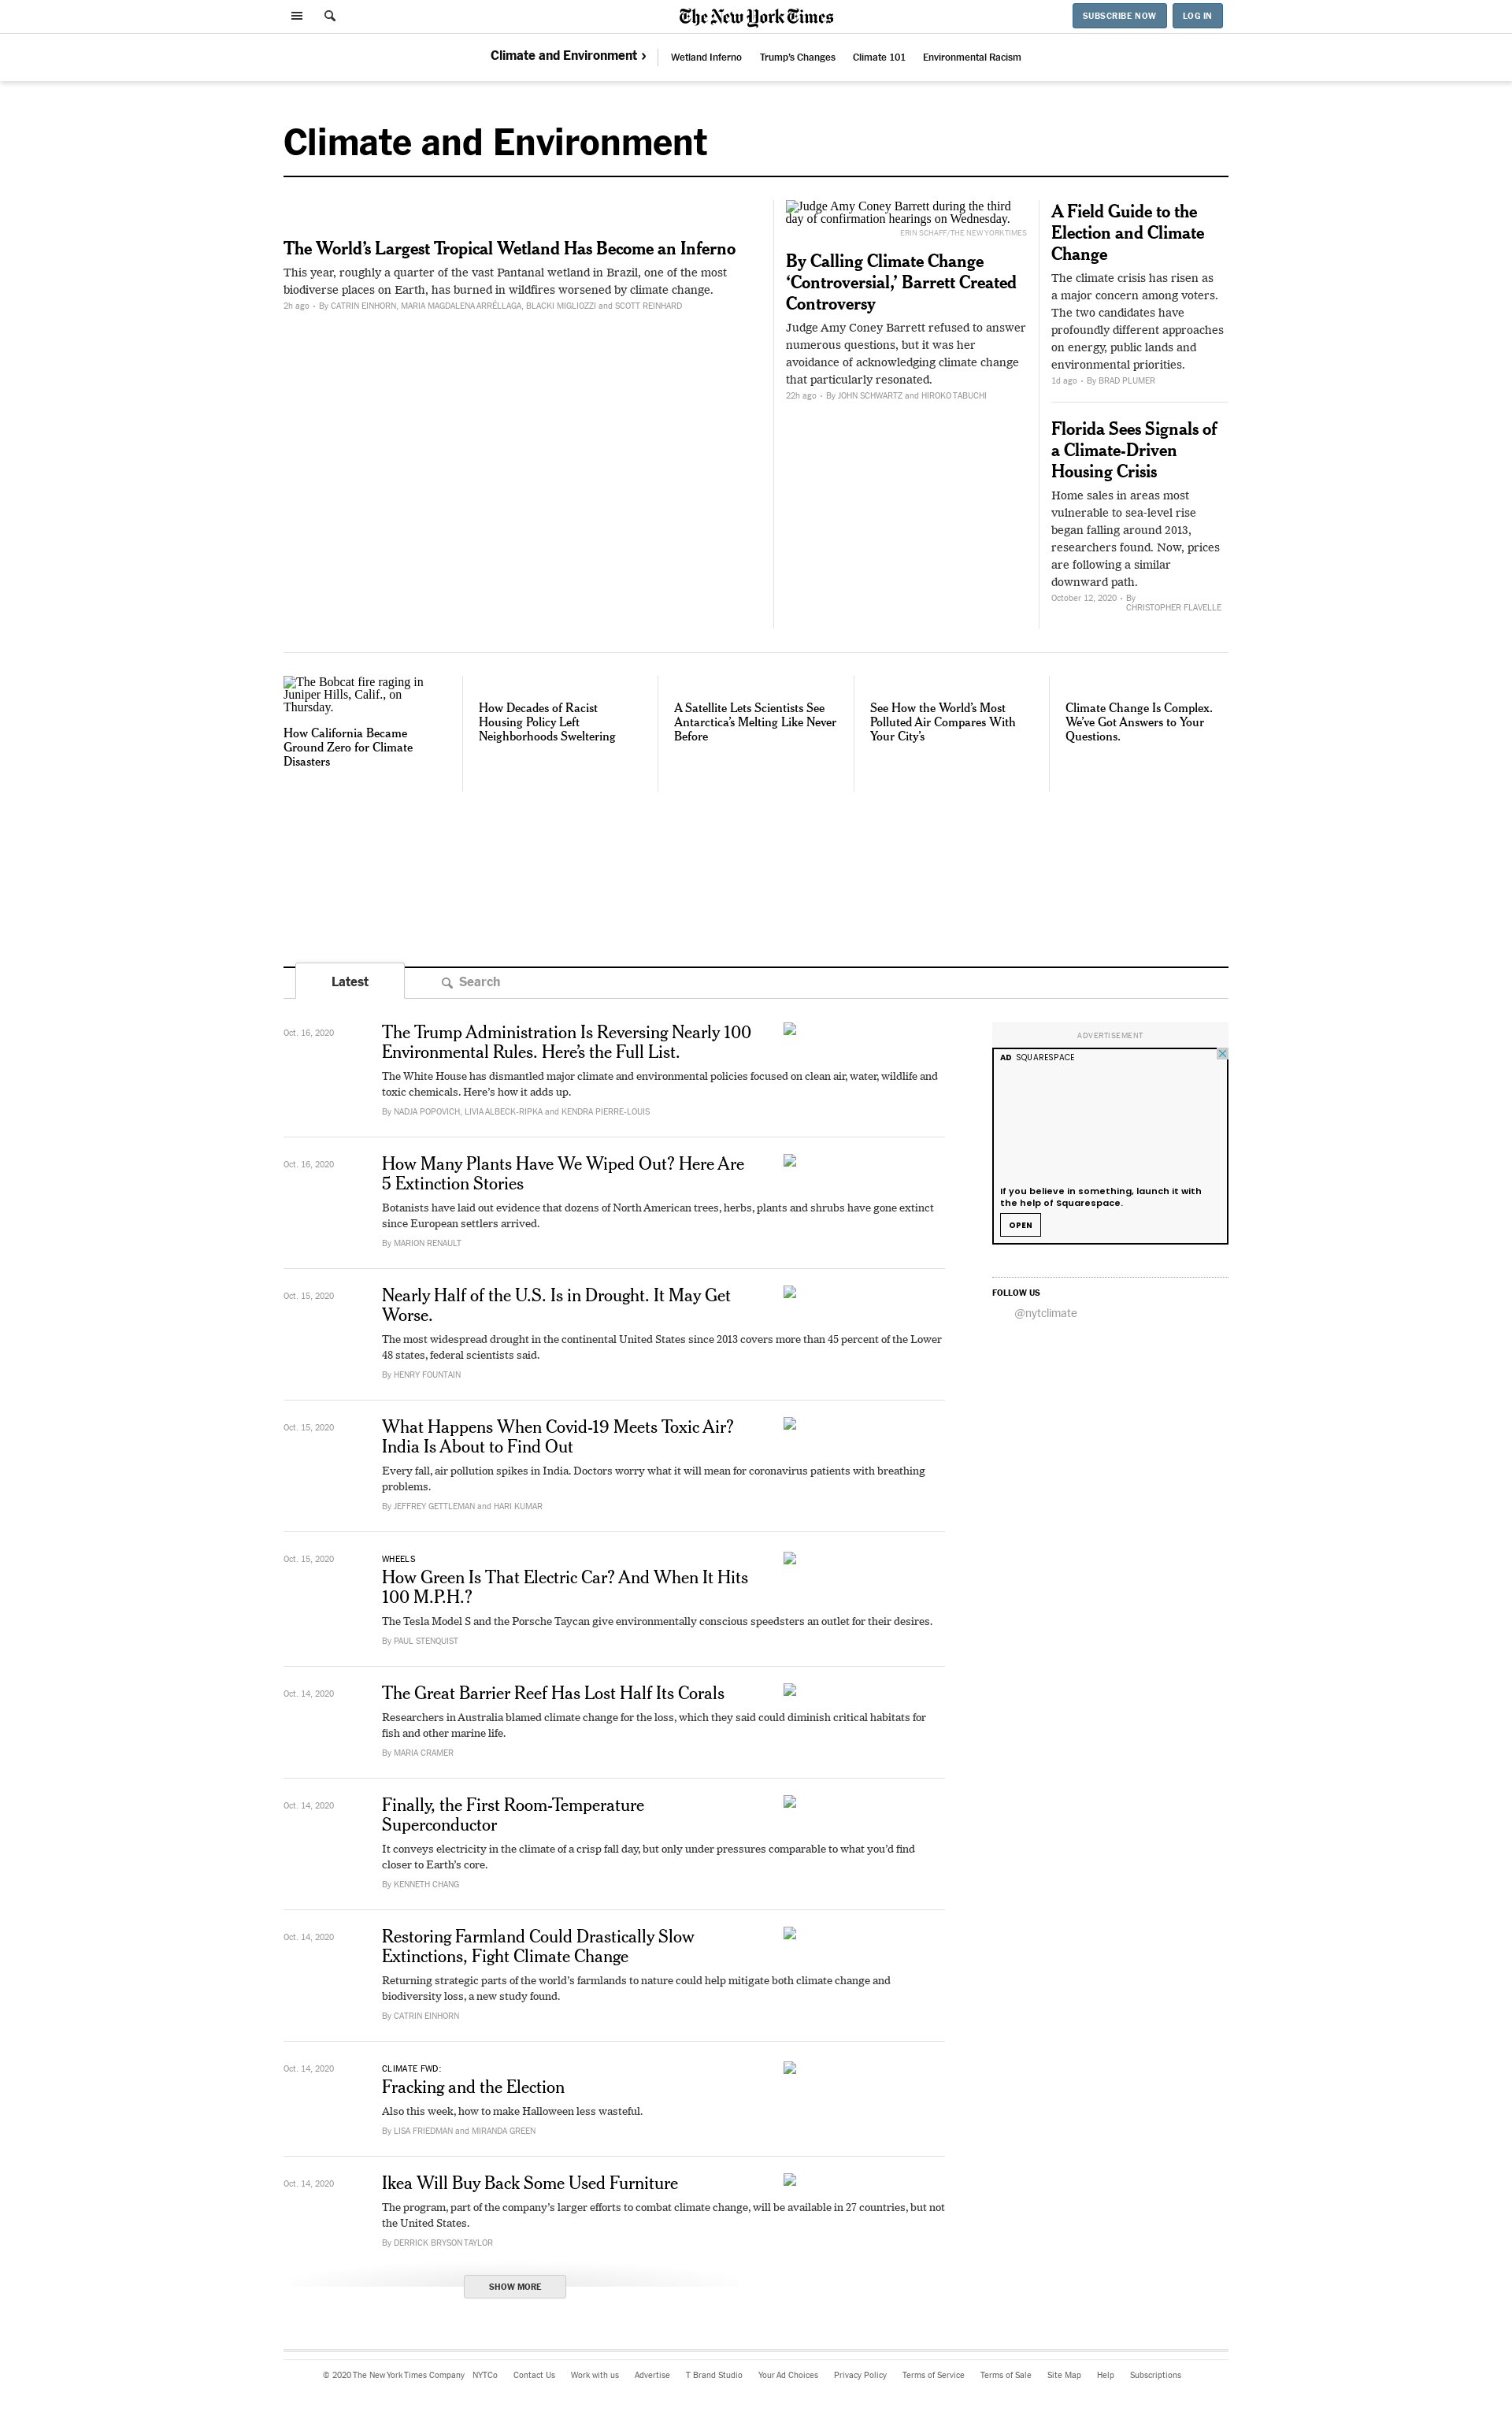 The New York Times
SUBSCRIBE NOW
LOG IN
Climate and Environment ›
Wetland Inferno
Trump's Changes
Climate 101
Environmental Racism
Climate and Environment
The World's Largest Tropical Wetland Has Become an Inferno
This year, roughly a quarter of the vast Pantanal wetland in Brazil, one of the most
biodiverse places on Earth, has burned in wildfires worsened by climate change.
2h ago • By CATRIN EINHORN, MARIA MAGDALENA ARRÉLLAGA, BLACKI MIGLIOZZI and SCOTT REINHARD
Judge Amy Coney Barrett during the third
day of confirmation hearings on Wednesday.
ERIN SCHAFF/THE NEW YORK TIMES
By Calling Climate Change
‘Controversial,’ Barrett Created
Controversy
Judge Amy Coney Barrett refused to answer
numerous questions, but it was her
avoidance of acknowledging climate change
that particularly resonated.
22h ago • By JOHN SCHWARTZ and HIROKO TABUCHI
A Field Guide to the
Election and Climate
Change
The climate crisis has risen as
a major concern among voters.
The two candidates have
profoundly different approaches
on energy, public lands and
environmental priorities.
1d ago • By BRAD PLUMER
Florida Sees Signals of
a Climate-Driven
Housing Crisis
Home sales in areas most
vulnerable to sea-level rise
began falling around 2013,
researchers found. Now, prices
are following a similar
downward path.
October 12, 2020 • By
CHRISTOPHER FLAVELLE
The Bobcat fire raging in
Juniper Hills, Calif., on
Thursday.
How California Became
Ground Zero for Climate
Disasters
How Decades of Racist
Housing Policy Left
Neighborhoods Sweltering
A Satellite Lets Scientists See
Antarctica's Melting Like Never
Before
See How the World's Most
Polluted Air Compares With
Your City's
Climate Change Is Complex.
We've Got Answers to Your
Questions.
Latest
Search
Oct. 16, 2020
The Trump Administration Is Reversing Nearly 100
Environmental Rules. Here's the Full List.
The White House has dismantled major climate and environmental policies focused on clean air, water, wildlife and
toxic chemicals. Here's how it adds up.
By NADJA POPOVICH, LIVIA ALBECK-RIPKA and KENDRA PIERRE-LOUIS
Oct. 16, 2020
How Many Plants Have We Wiped Out? Here Are
5 Extinction Stories
Botanists have laid out evidence that dozens of North American trees, herbs, plants and shrubs have gone extinct
since European settlers arrived.
By MARION RENAULT
Oct. 15, 2020
Nearly Half of the U.S. Is in Drought. It May Get
Worse.
The most widespread drought in the continental United States since 2013 covers more than 45 percent of the Lower
48 states, federal scientists said.
By HENRY FOUNTAIN
Oct. 15, 2020
What Happens When Covid-19 Meets Toxic Air?
India Is About to Find Out
Every fall, air pollution spikes in India. Doctors worry what it will mean for coronavirus patients with breathing
problems.
By JEFFREY GETTLEMAN and HARI KUMAR
Oct. 15, 2020
WHEELS
How Green Is That Electric Car? And When It Hits
100 M.P.H.?
The Tesla Model S and the Porsche Taycan give environmentally conscious speedsters an outlet for their desires.
By PAUL STENQUIST
Oct. 14, 2020
The Great Barrier Reef Has Lost Half Its Corals
Researchers in Australia blamed climate change for the loss, which they said could diminish critical habitats for
fish and other marine life.
By MARIA CRAMER
Oct. 14, 2020
Finally, the First Room-Temperature
Superconductor
It conveys electricity in the climate of a crisp fall day, but only under pressures comparable to what you'd find
closer to Earth's core.
By KENNETH CHANG
Oct. 14, 2020
Restoring Farmland Could Drastically Slow
Extinctions, Fight Climate Change
Returning strategic parts of the world's farmlands to nature could help mitigate both climate change and
biodiversity loss, a new study found.
By CATRIN EINHORN
Oct. 14, 2020
CLIMATE FWD:
Fracking and the Election
Also this week, how to make Halloween less wasteful.
By LISA FRIEDMAN and MIRANDA GREEN
Oct. 14, 2020
Ikea Will Buy Back Some Used Furniture
The program, part of the company's larger efforts to combat climate change, will be available in 27 countries, but not
the United States.
By DERRICK BRYSON TAYLOR
SHOW MORE
ADVERTISEMENT
AD SQUARESPACE
If you believe in something, launch it with
the help of Squarespace.
OPEN
FOLLOW US
@nytclimate
© 2020 The New York Times Company NYTCo Contact Us Work with us Advertise T Brand Studio Your Ad Choices Privacy Policy Terms of Service Terms of Sale Site Map Help Subscriptions